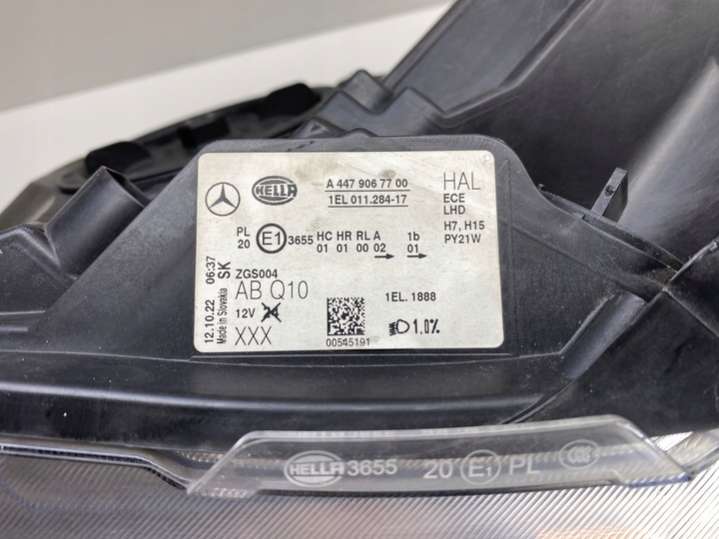 HELLA
A 447 906 77 00
1EL 011.284-17
HAL
ECE
LHD
H7, H15
PY21W
PL
20
E1 3655
HC HR RL A
01 01 00 02
1b
01
12.10.22 06:37
Made in Slovakia SK
ZGS004
AB Q10
12V
XXX
00545191
1EL. 1888
1,0%
HELLA 3655 20 E1 PL